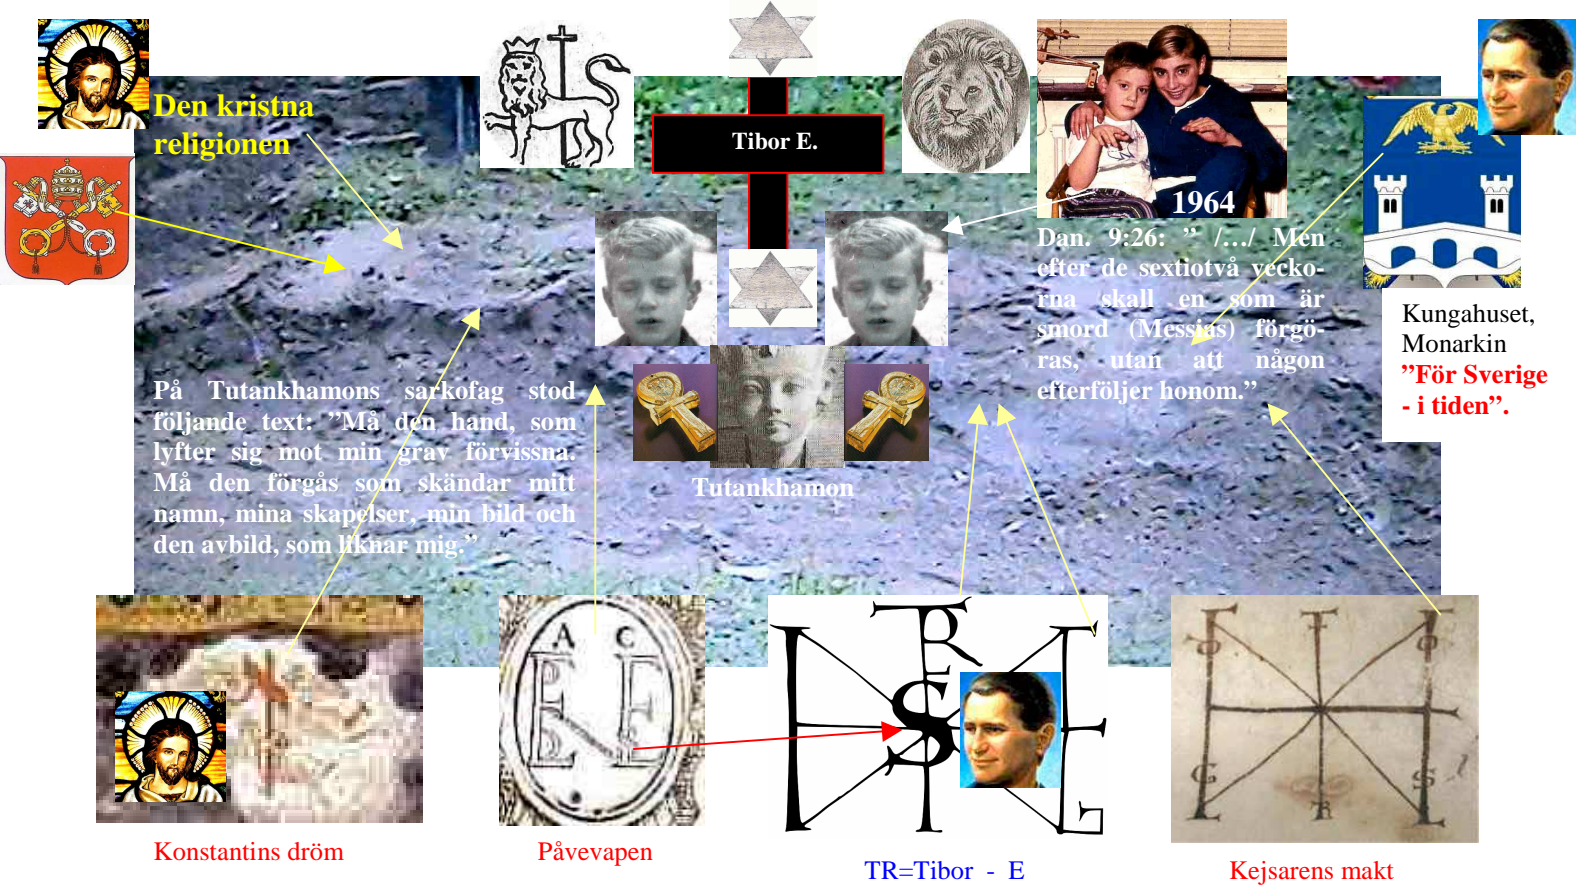 Den kristna
religionen
Tibor E.
1964
Dan. 9:26: ” /…/ Men
efter de sextiotvå vecko-
rna skall en som är
smord (Messias) förgö-
ras, utan att någon
efterföljer honom.”
Kungahuset,
Monarkin
”För Sverige
- i tiden”.
På Tutankhamons sarkofag stod
följande text: ”Må den hand, som
lyfter sig mot min grav förvissna.
Må den förgås som skändar mitt
namn, mina skapelser, min bild och
den avbild, som liknar mig.”
Tutankhamon
Konstantins dröm
Påvevapen
TR=Tibor - E
Kejsarens makt